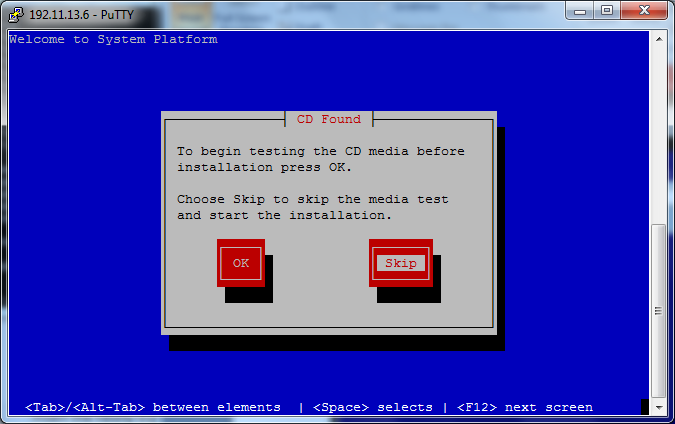 192.11.13.6 - PuTTY
Welcome to System Platform
CD Found
To begin testing the CD media before
installation press OK.
Choose Skip to skip the media test
and start the installation.
OK Skip
<Tab>/<Alt-Tab> between elements | <Space> selects | <F12> next screen